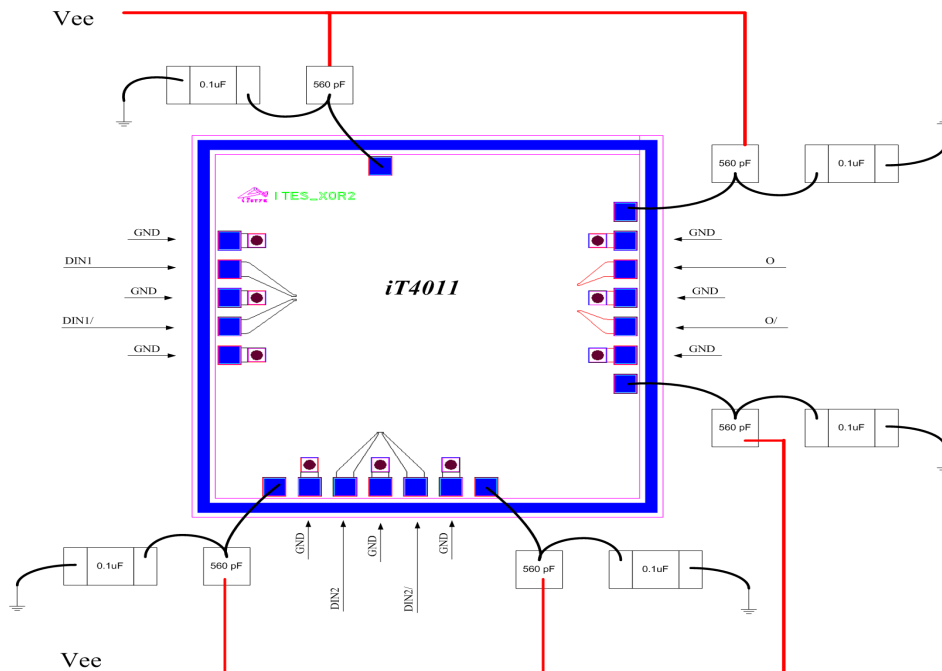 Vee
0.1uF
560 pF
560 pF
0.1uF
ITES_XOR2
GND
GND
DIN1
iT4011
O
GND
GND
DIN1/
O/
GND
GND
560 pF
0.1uF
0.1uF
560 pF
GND
GND
GND
560 pF
0.1uF
DIN2
DIN2/
Vee